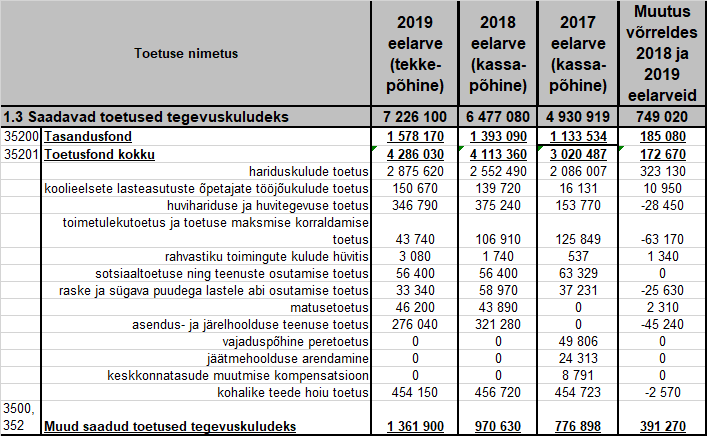 Toetuse nimetus 2019 eelarve (tekke-põhine) 2018 eelarve (kassa-põhine) 2017 eelarve (kassa-põhine) Muutus võrreldes 2018 ja 2019 eelarveid
1.3 Saadavad toetused tegevuskuludeks 7 226 100 6 477 080 4 930 919 749 020
35200 Tasandusfond 1 578 170 1 393 090 1 133 534 185 080
35201 Toetusfond kokku 4 286 030 4 113 360 3 020 487 172 670
hariduskulude toetus 2 875 620 2 552 490 2 086 007 323 130
koolieelsete lasteasutuste õpetajate tööjõukulude toetus 150 670 139 720 16 131 10 950
huvihariduse ja huvitegevuse toetus 346 790 375 240 153 770 -28 450
toimetulekutoetus ja toetuse maksmise korraldamise
toetus 43 740 106 910 125 849 -63 170
rahvastiku toimingute kulude hüvitis 3 080 1 740 537 1 340
sotsiaaltoetuse ning teenuste osutamise toetus 56 400 56 400 63 329 0
raske ja sügava puudega lastele abi osutamise toetus 33 340 58 970 37 231 -25 630
matusetoetus 46 200 43 890 0 2 310
asendus- ja järelhoolduse teenuse toetus 276 040 321 280 0 -45 240
vajaduspõhine peretoetus 0 0 49 806 0
jäätmehoolduse arendamine 0 0 24 313 0
keskkonnatasude muutmise kompensatsioon 0 0 8 791 0
kohalike teede hoiu toetus 454 150 456 720 454 723 -2 570
3500,
352 Muud saadud toetused tegevuskuludeks 1 361 900 970 630 776 898 391 270